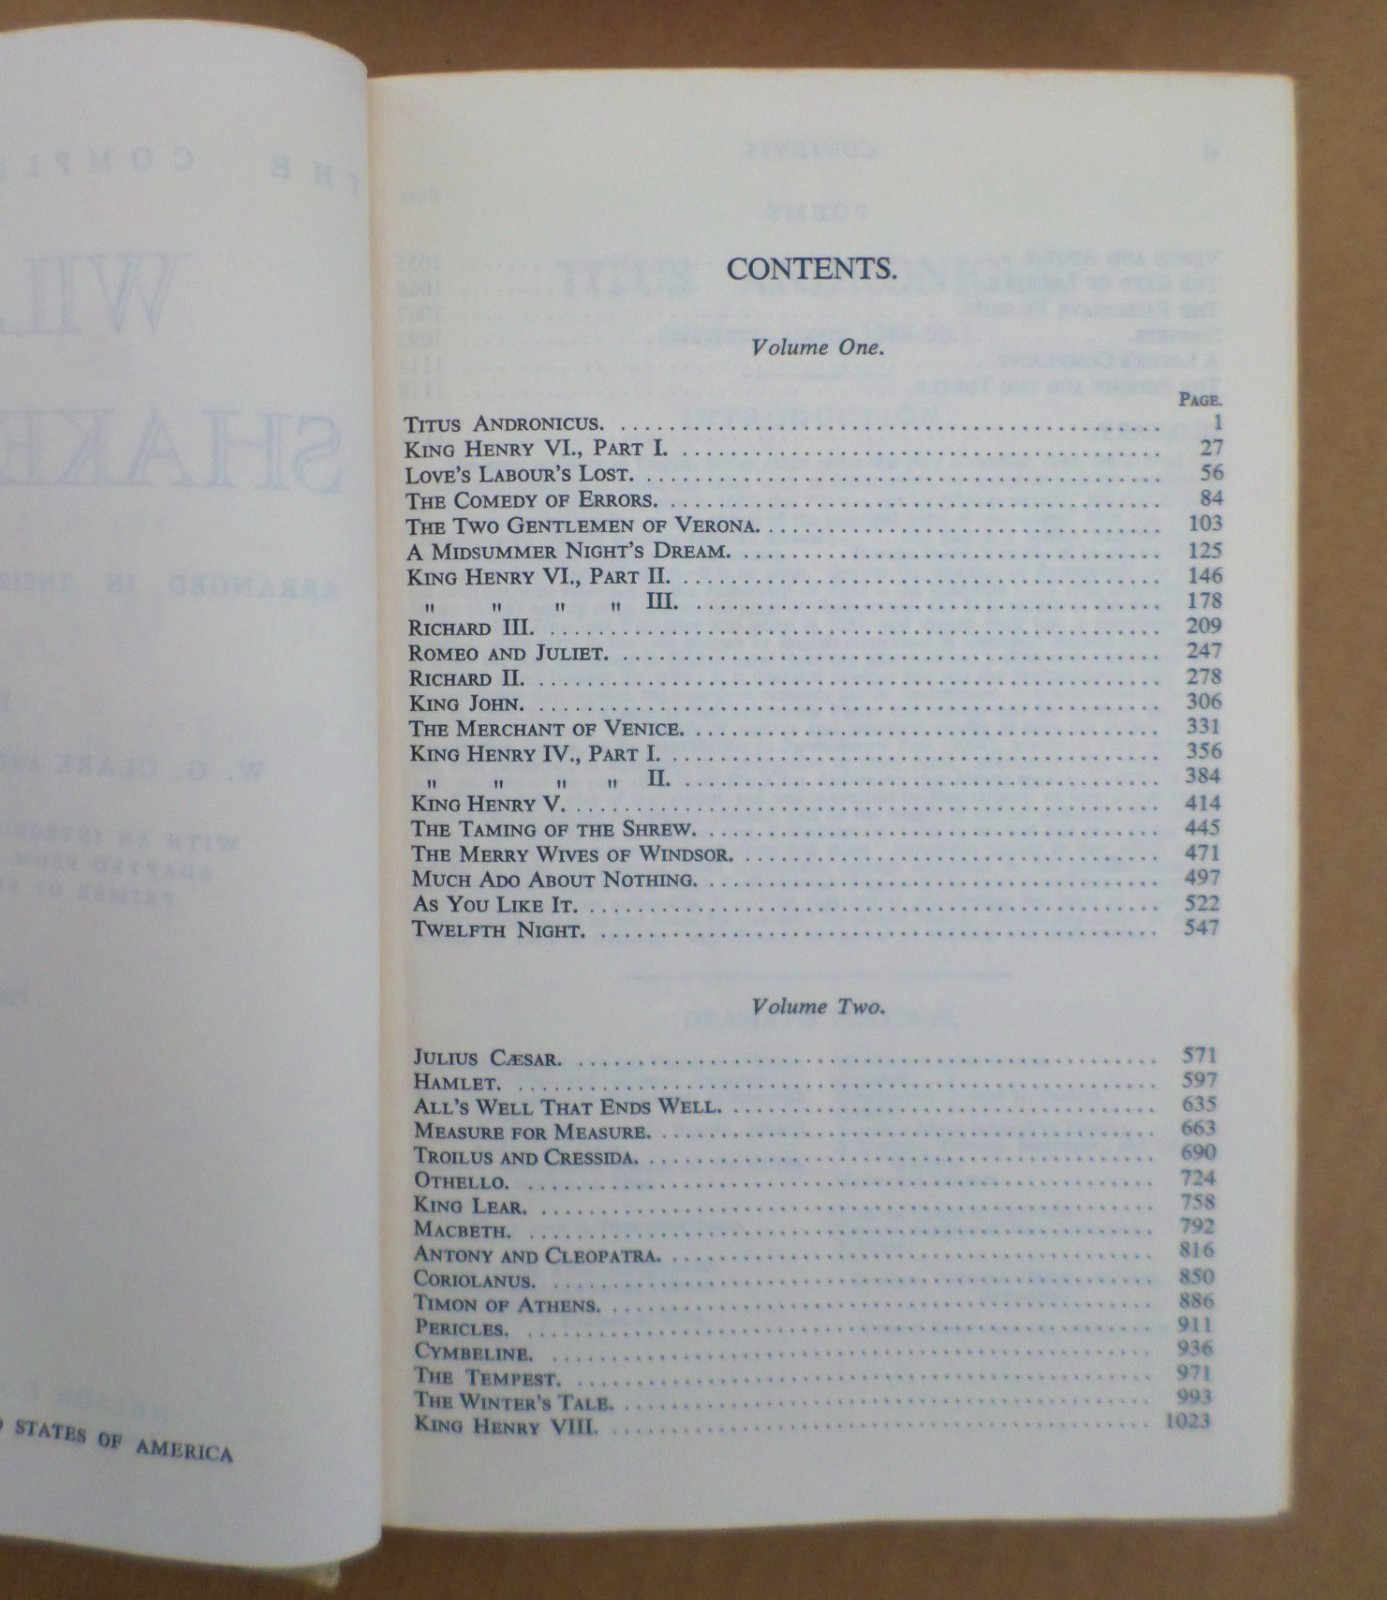 STATES OF AMERICA
CONTENTS.
Volume One.
PAGE.
TITUS ANDRONICUS. 1
KING HENRY VI., PART I. 27
LOVE'S LABOUR'S LOST. 56
THE COMEDY OF ERRORS. 84
THE TWO GENTLEMEN OF VERONA. 103
A MIDSUMMER NIGHT'S DREAM. 125
KING HENRY VI., PART II. 146
" " " " III. 178
RICHARD III. 209
ROMEO AND JULIET. 247
RICHARD II. 278
KING JOHN. 306
THE MERCHANT OF VENICE. 331
KING HENRY IV., PART I. 356
" " " " II. 384
KING HENRY V. 414
THE TAMING OF THE SHREW. 445
THE MERRY WIVES OF WINDSOR. 471
MUCH ADO ABOUT NOTHING. 497
AS YOU LIKE IT. 522
TWELFTH NIGHT. 547
Volume Two.
JULIUS CÆSAR. 571
HAMLET. 597
ALL'S WELL THAT ENDS WELL. 635
MEASURE FOR MEASURE. 663
TROILUS AND CRESSIDA. 690
OTHELLO. 724
KING LEAR. 758
MACBETH. 792
ANTONY AND CLEOPATRA. 816
CORIOLANUS. 850
TIMON OF ATHENS. 886
PERICLES. 911
CYMBELINE. 936
THE TEMPEST. 971
THE WINTER'S TALE. 993
KING HENRY VIII. 1023